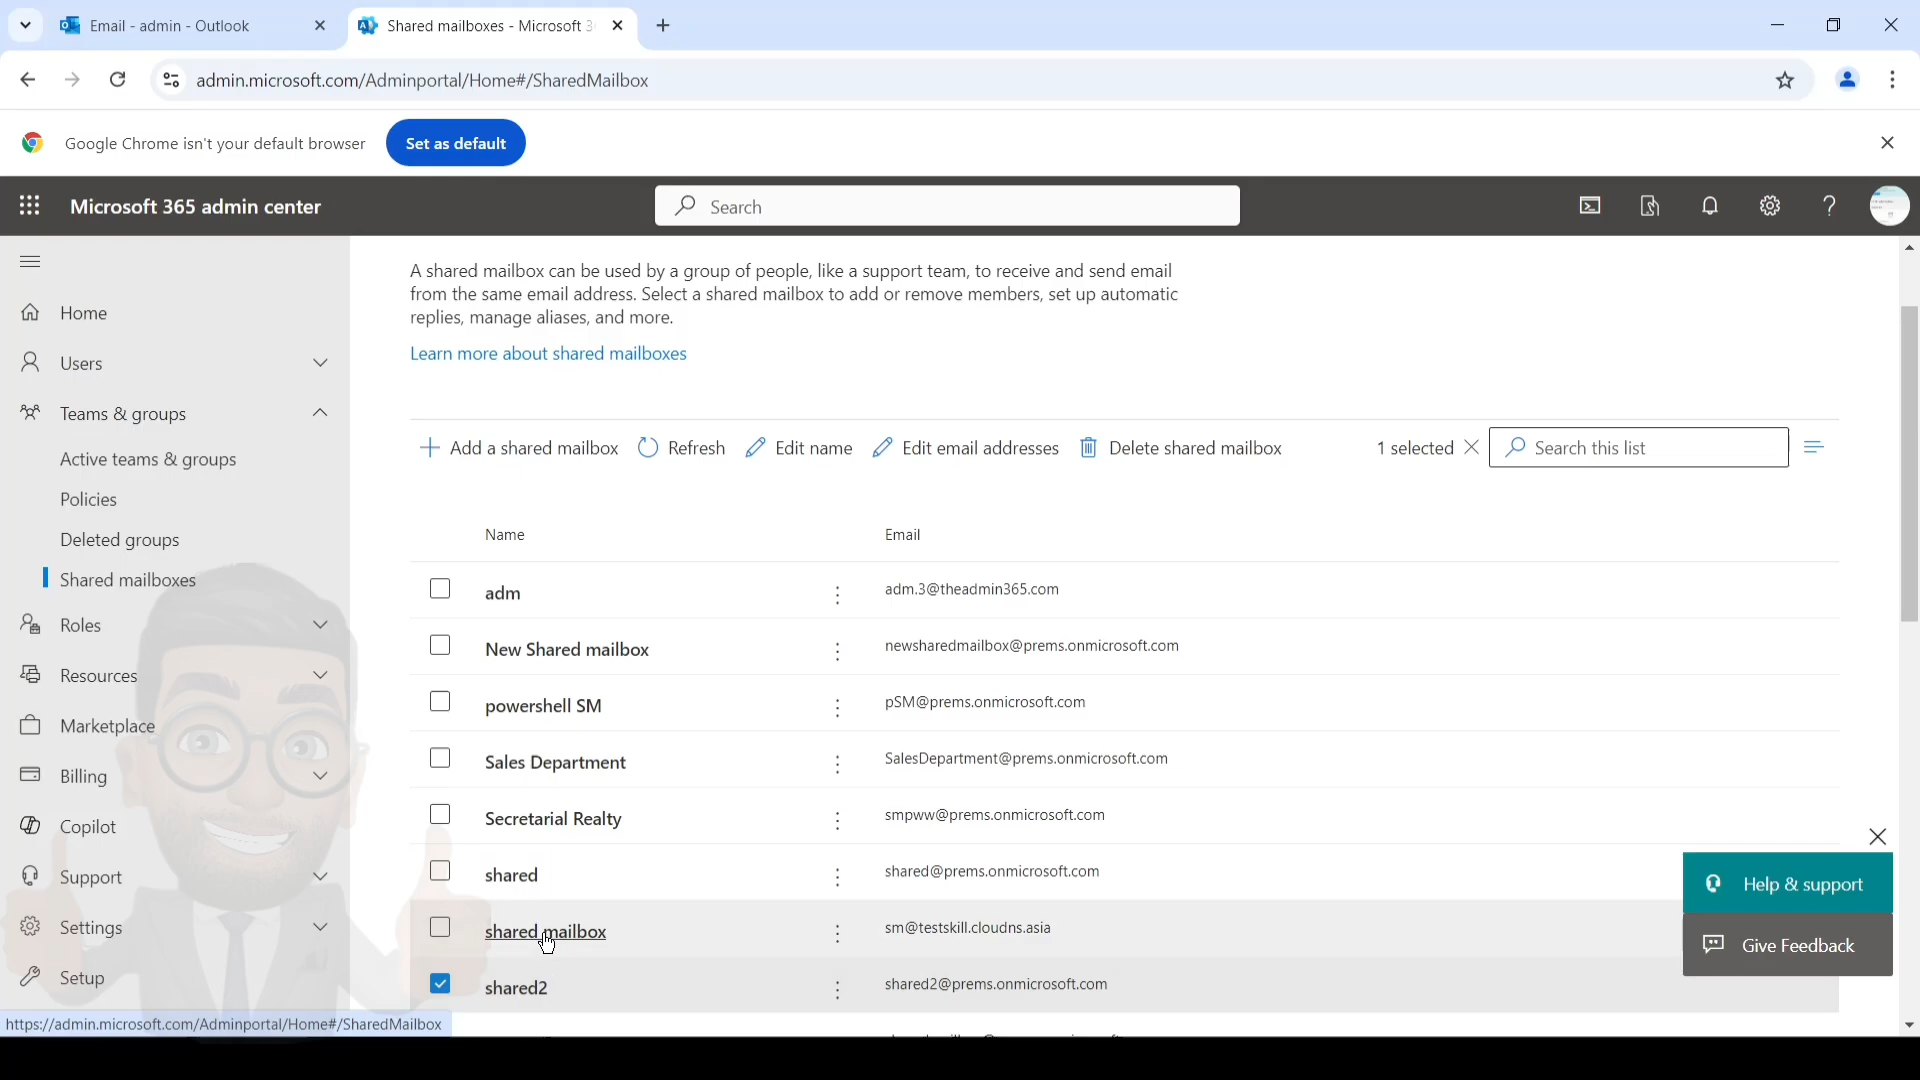 Email - admin - Outlook
Shared mailboxes - Microsoft 3
admin.microsoft.com/Adminportal/Home#/SharedMailbox
Google Chrome isn't your default browser
Set as default
Microsoft 365 admin center
Search
Home
Users
Teams & groups
Active teams & groups
Policies
Deleted groups
Shared mailboxes
Roles
Resources
Marketplace
Billing
Copilot
Support
Settings
Setup
A shared mailbox can be used by a group of people, like a support team, to receive and send email
from the same email address. Select a shared mailbox to add or remove members, set up automatic
replies, manage aliases, and more.
Learn more about shared mailboxes
Add a shared mailbox Refresh Edit name Edit email addresses Delete shared mailbox 1 selected Search this list
Name Email
adm adm.3@theadmin365.com
New Shared mailbox newsharedmailbox@prems.onmicrosoft.com
powershell SM pSM@prems.onmicrosoft.com
Sales Department SalesDepartment@prems.onmicrosoft.com
Secretarial Realty smpww@prems.onmicrosoft.com
shared shared@prems.onmicrosoft.com
shared mailbox sm@testskill.cloudns.asia
shared2 shared2@prems.onmicrosoft.com
Help & support
Give Feedback
https://admin.microsoft.com/Adminportal/Home#/SharedMailbox